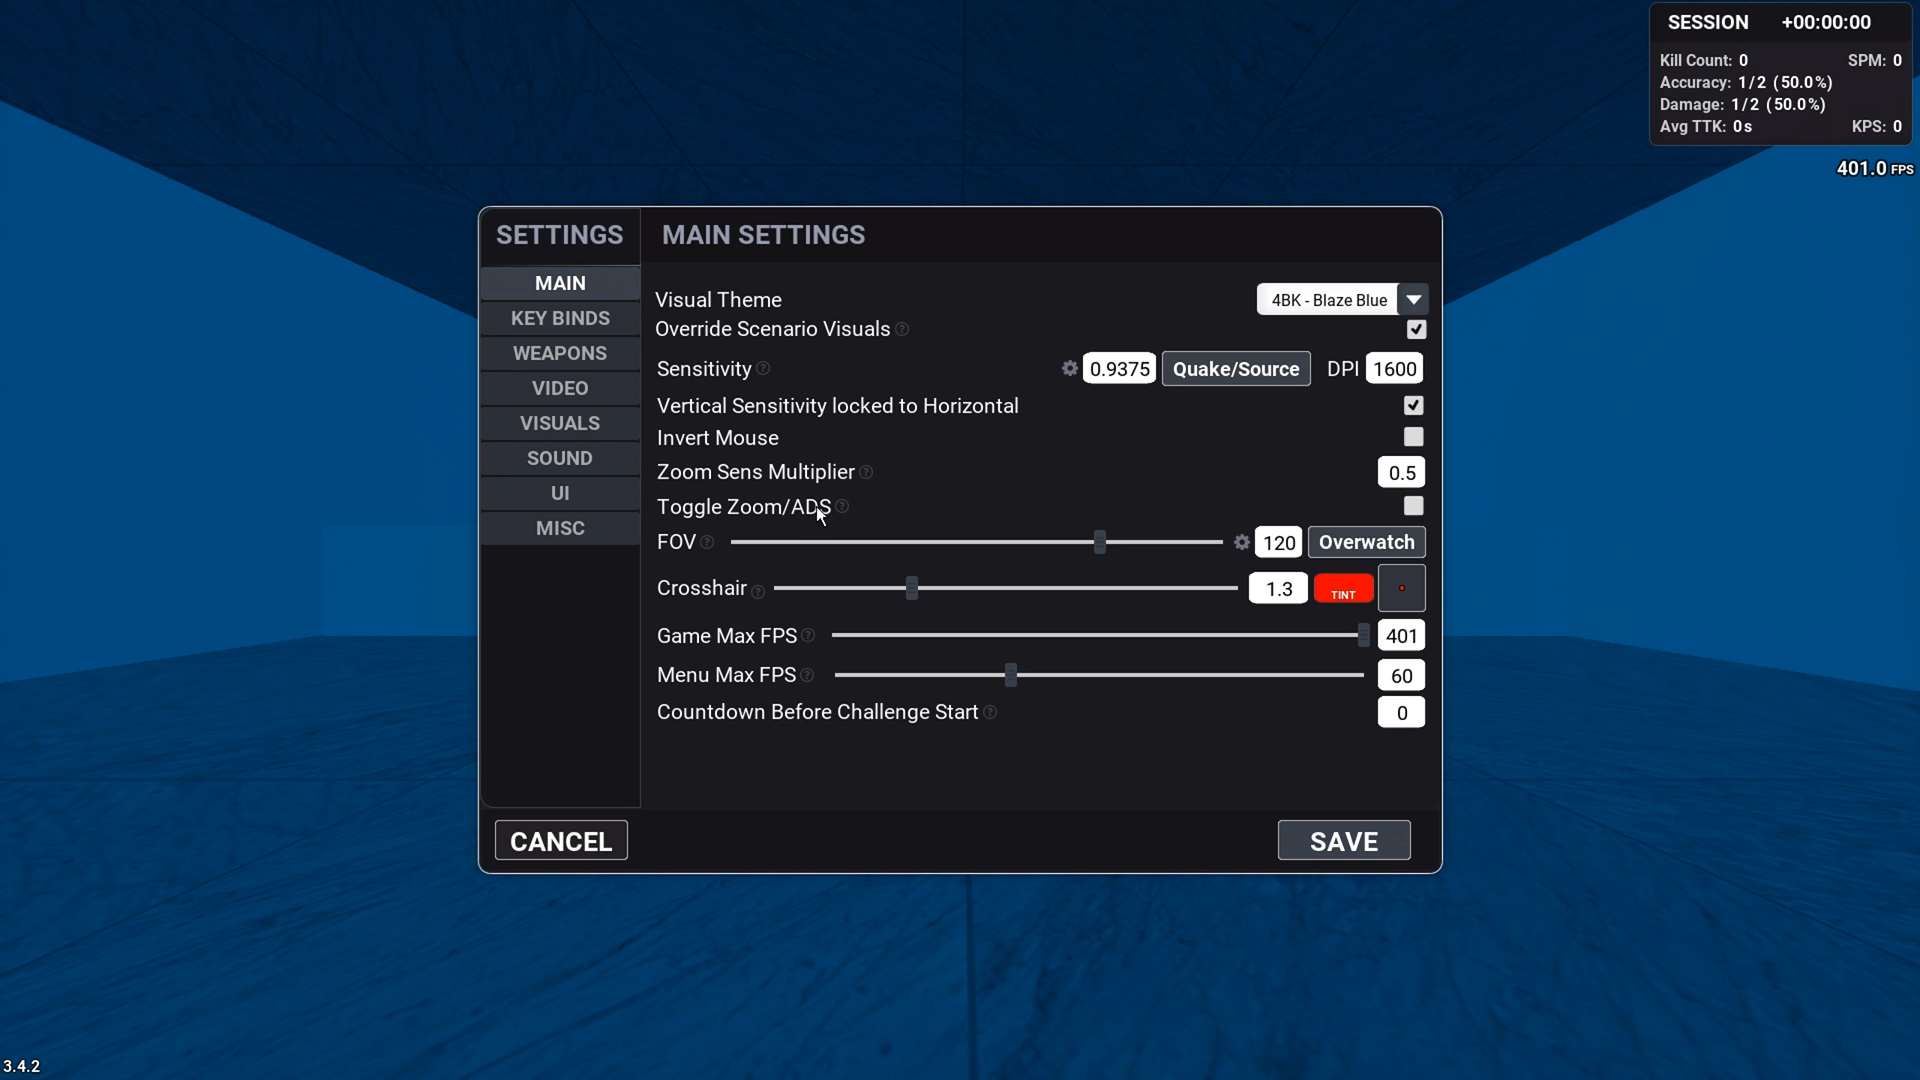 SESSION +00:00:00
Kill Count: 0 SPM: 0
Accuracy: 1/2 (50.0%)
Damage: 1/2 (50.0%)
Avg TTK: 0s KPS: 0
401.0 FPS
SETTINGS MAIN SETTINGS
MAIN
KEY BINDS
WEAPONS
VIDEO
VISUALS
SOUND
UI
MISC
Visual Theme 4BK - Blaze Blue
Override Scenario Visuals ?
Sensitivity ? 0.9375 Quake/Source DPI 1600
Vertical Sensitivity locked to Horizontal
Invert Mouse
Zoom Sens Multiplier ? 0.5
Toggle Zoom/ADS ?
FOV ? 120 Overwatch
Crosshair ? 1.3 TINT
Game Max FPS ? 401
Menu Max FPS ? 60
Countdown Before Challenge Start ? 0
CANCEL SAVE
3.4.2